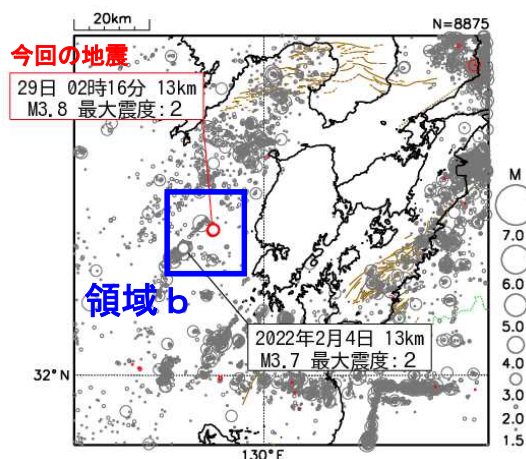 20km
N=8875
今回の地震
29日 02時16分 13km
M3.8 最大震度:2
M
7.0
6.0
5.0
4.0
3.0
2.0
1.5
領域b
2022年2月4日 13km
M3.7 最大震度:2
32°N
130°E